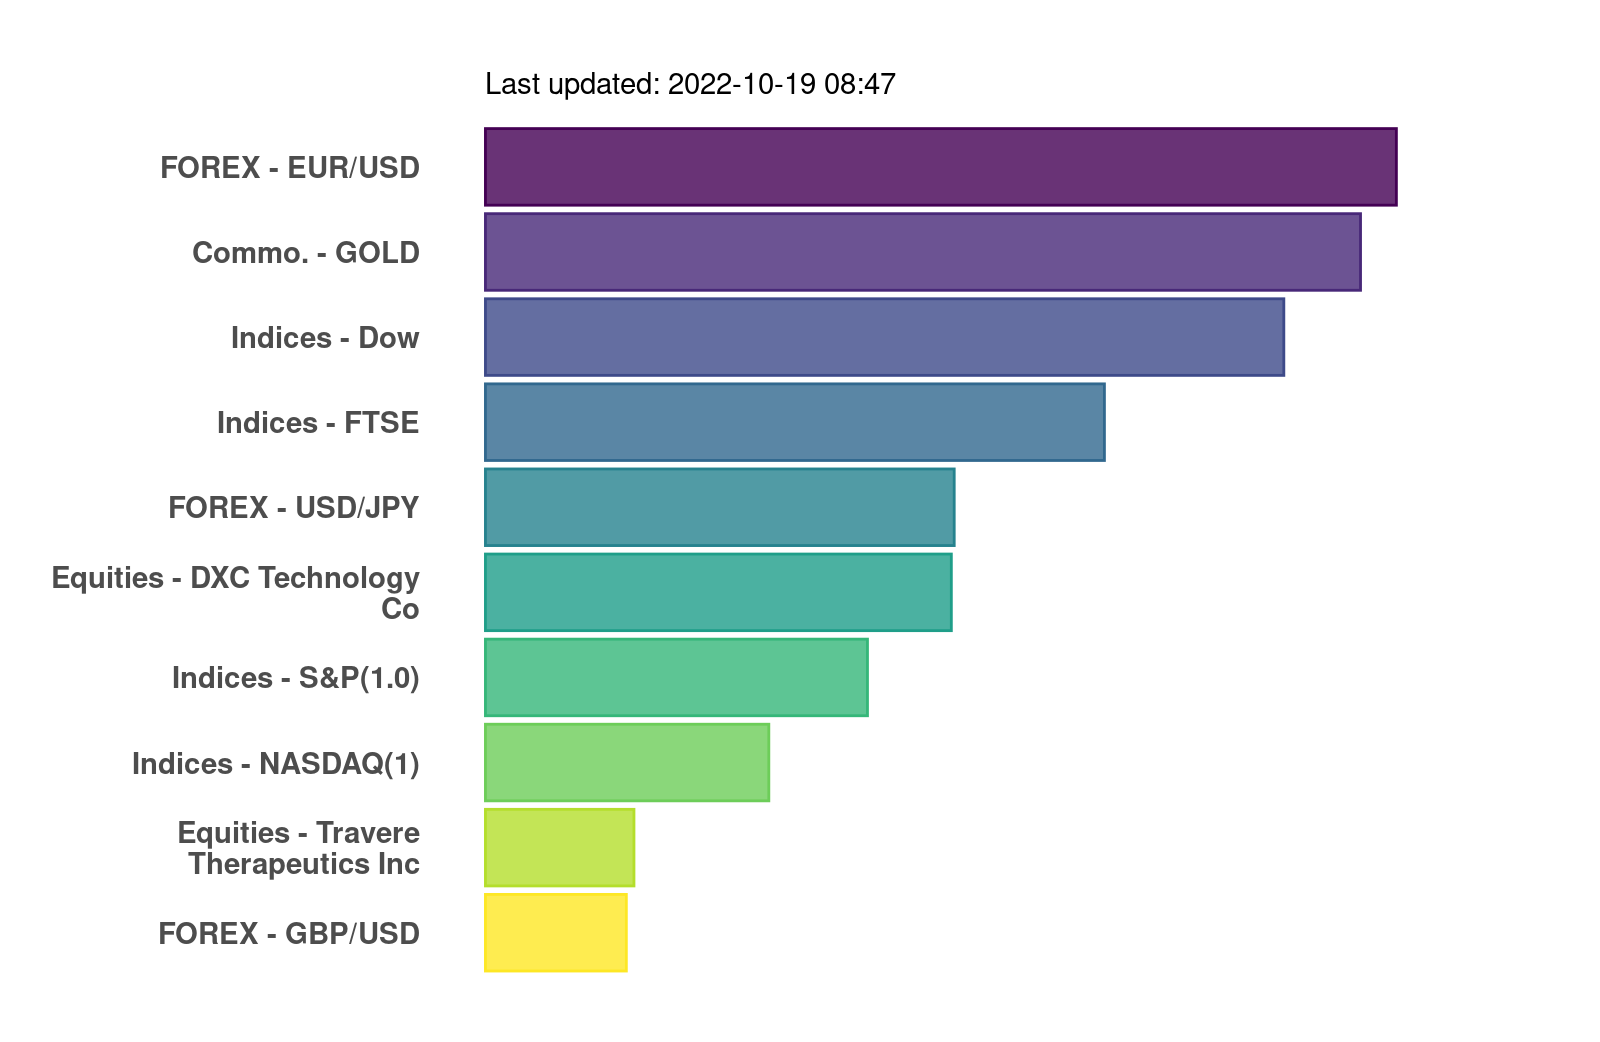 Last updated: 2022-10-19 08:47
FOREX - EUR/USD
Commo. - GOLD
Indices - Dow
Indices - FTSE
FOREX - USD/JPY
Equities - DXC Technology
Co
Indices - S&P(1.0)
Indices - NASDAQ(1)
Equities - Travere
Therapeutics Inc
FOREX - GBP/USD